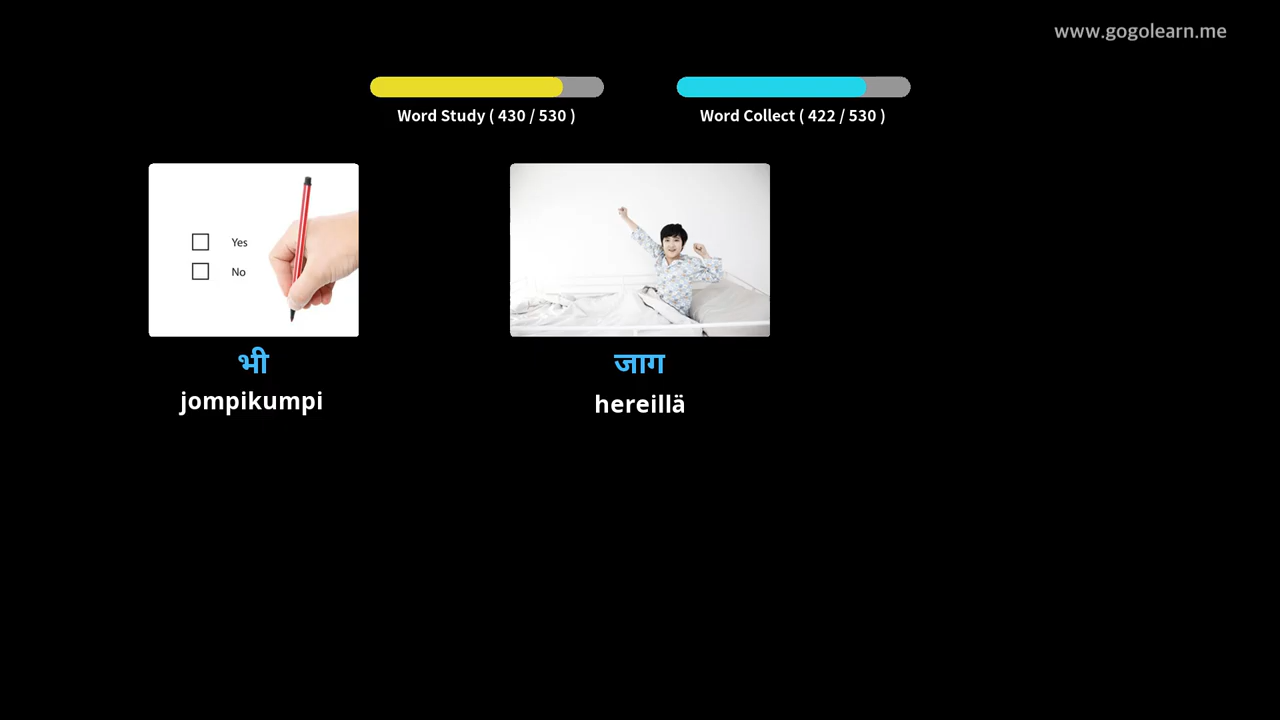 www.gogolearn.me
Word Study ( 430 / 530 )
Word Collect ( 422 / 530 )
Yes
No
भी
jompikumpi
जाग
hereillä